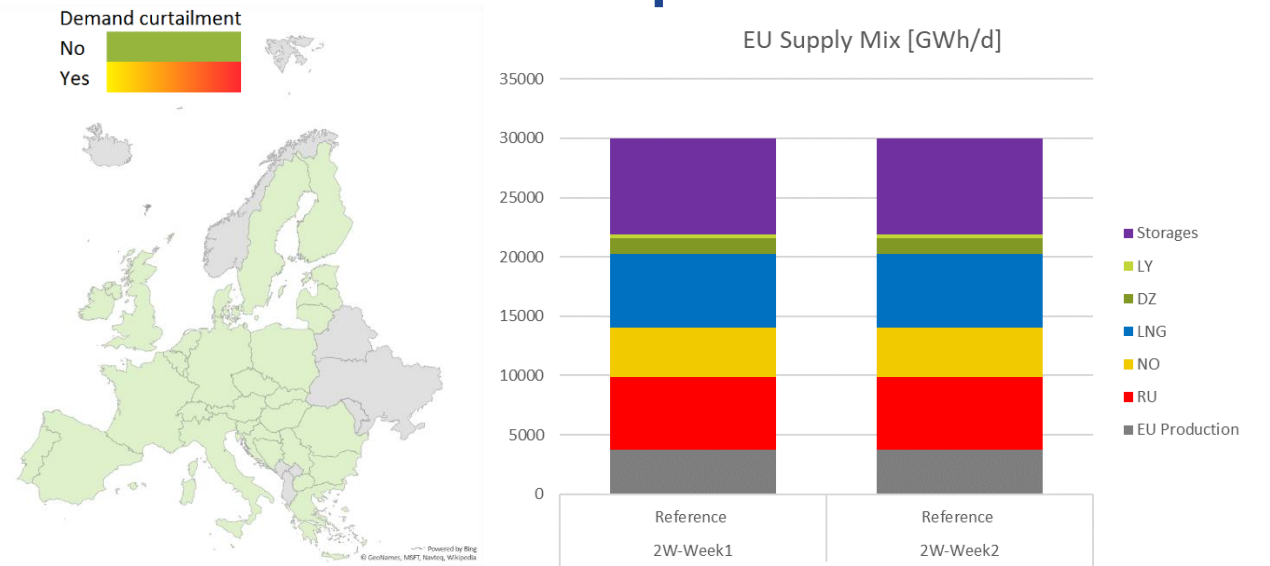 Demand curtailment
No
Yes
Powered by Bing
© GeoNames, MSFT, Navteq, Wikipedia
EU Supply Mix [GWh/d]
35000
30000
25000
20000
15000
10000
5000
0
Reference
Reference
2W-Week1
2W-Week2
Storages
LY
DZ
LNG
NO
RU
EU Production